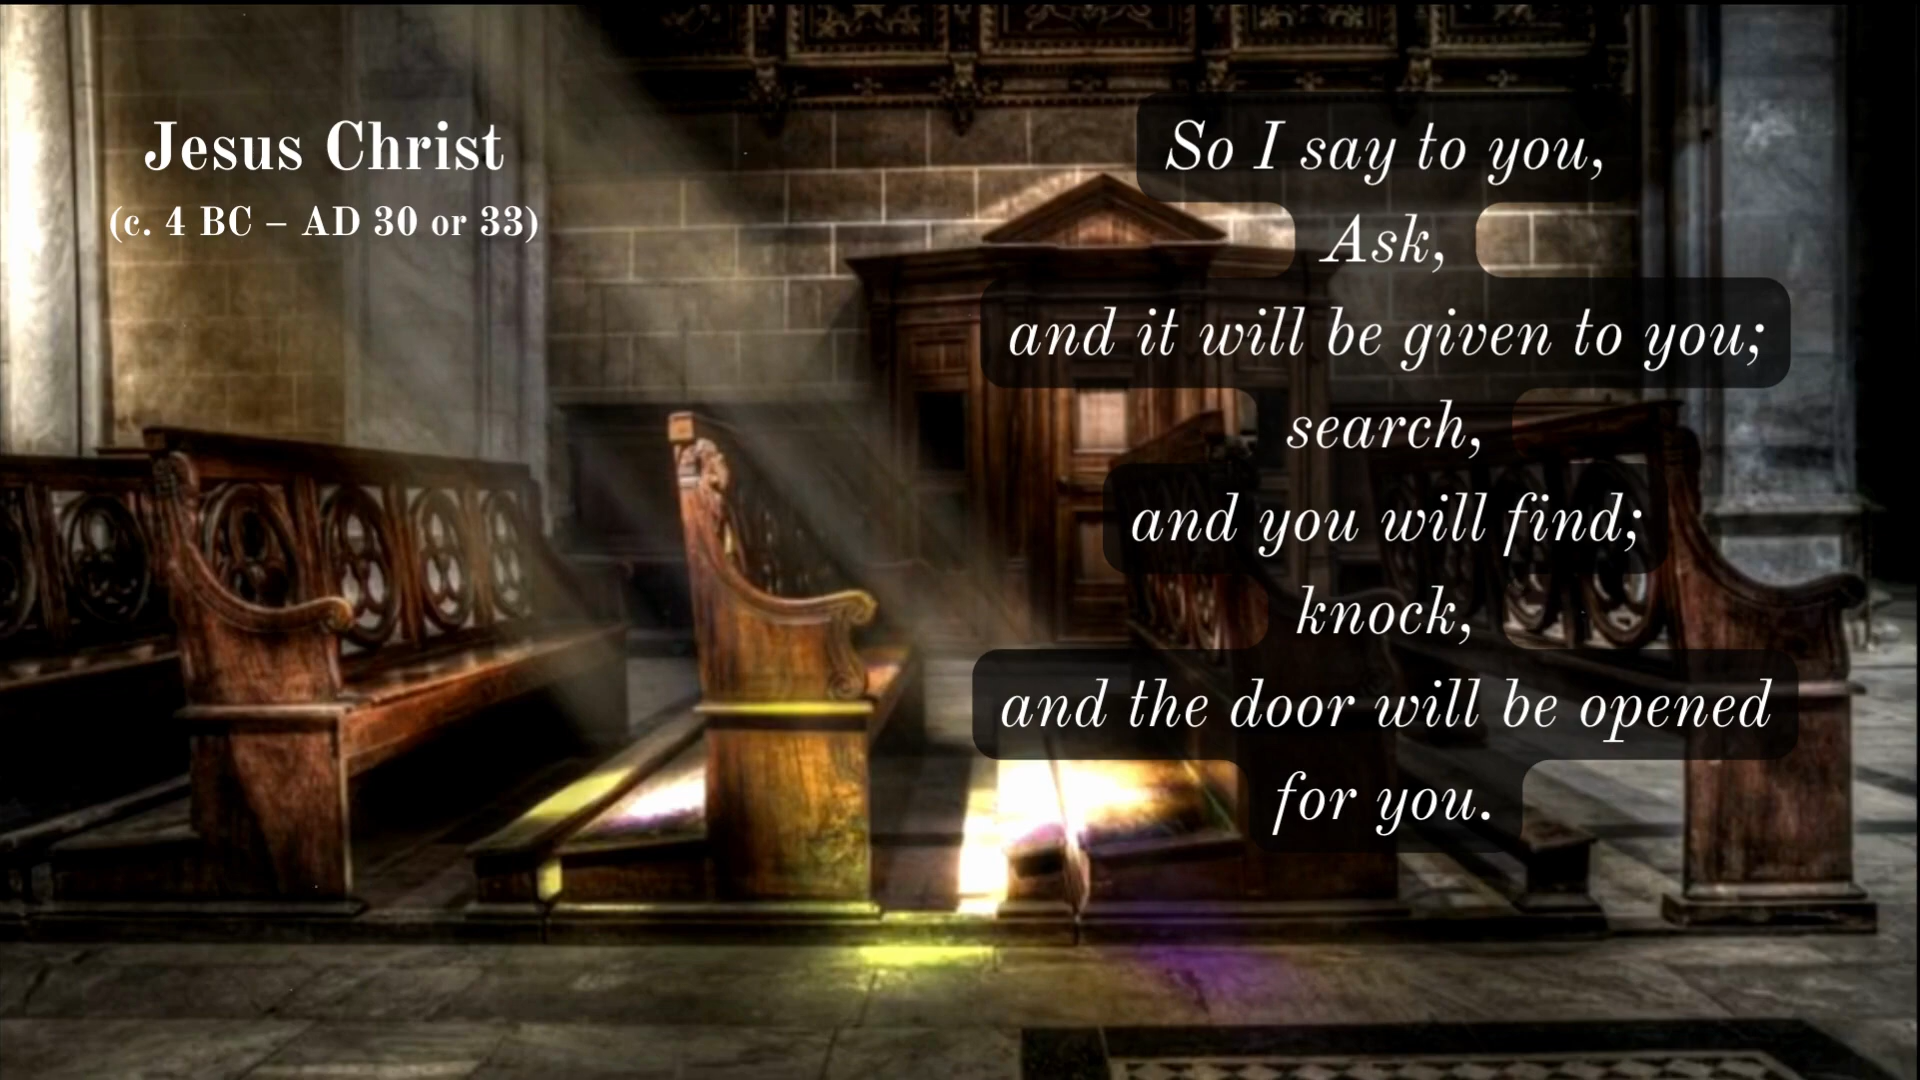 Jesus Christ
(c. 4 BC – AD 30 or 33)
So I say to you,
Ask,
and it will be given to you;
search,
and you will find;
knock,
and the door will be opened
for you.